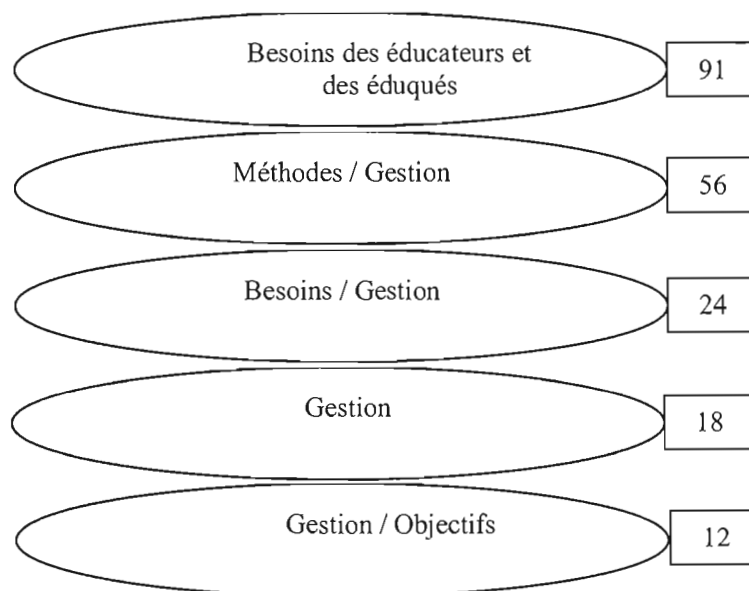 Besoins des éducateurs et
des éduqués
91
Méthodes / Gestion
56
Besoins / Gestion
24
Gestion
18
Gestion / Objectifs
12